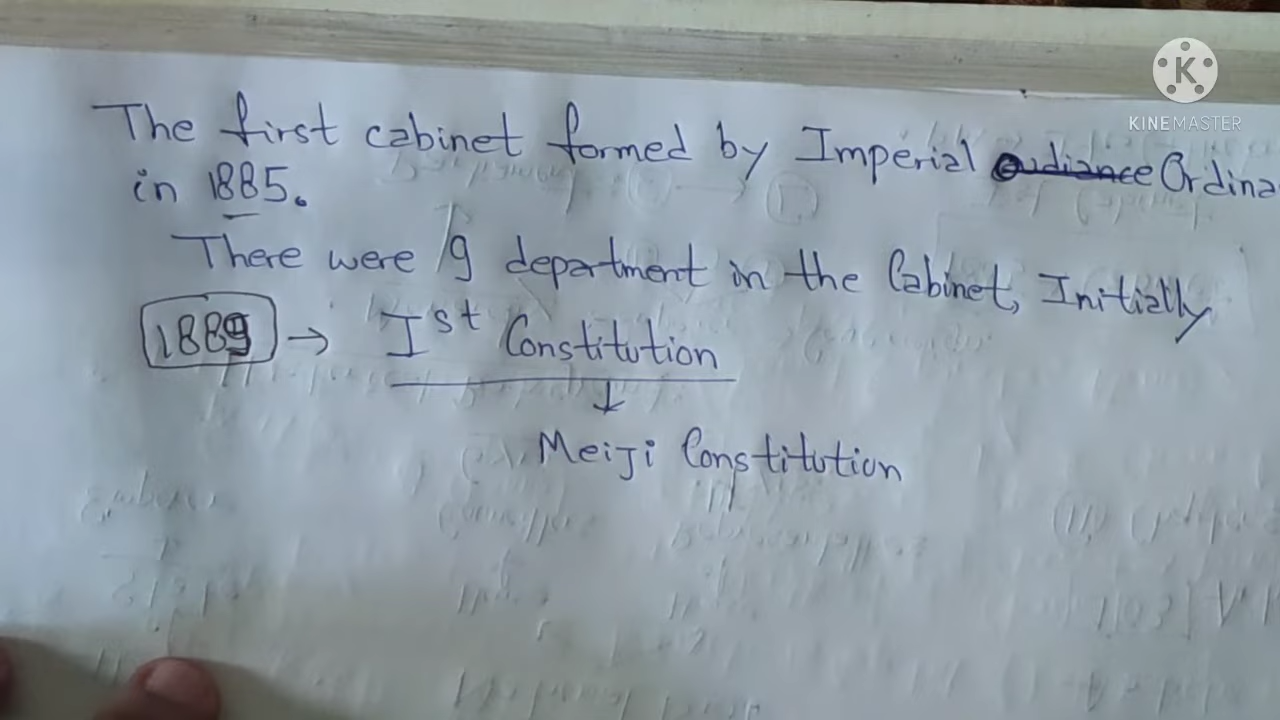 The first cabinet formed by Imperial Ordina
in 1885.
There were 9 department in the Cabinet, Initially
1889 → Ist Constitution
↓
Meiji Constitution
K
KINEMASTER